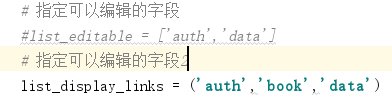 # 指定可以编辑的字段
#list_editable = ['auth','data']
# 指定可以编辑的字段2
list_display_links = ('auth','book','data')